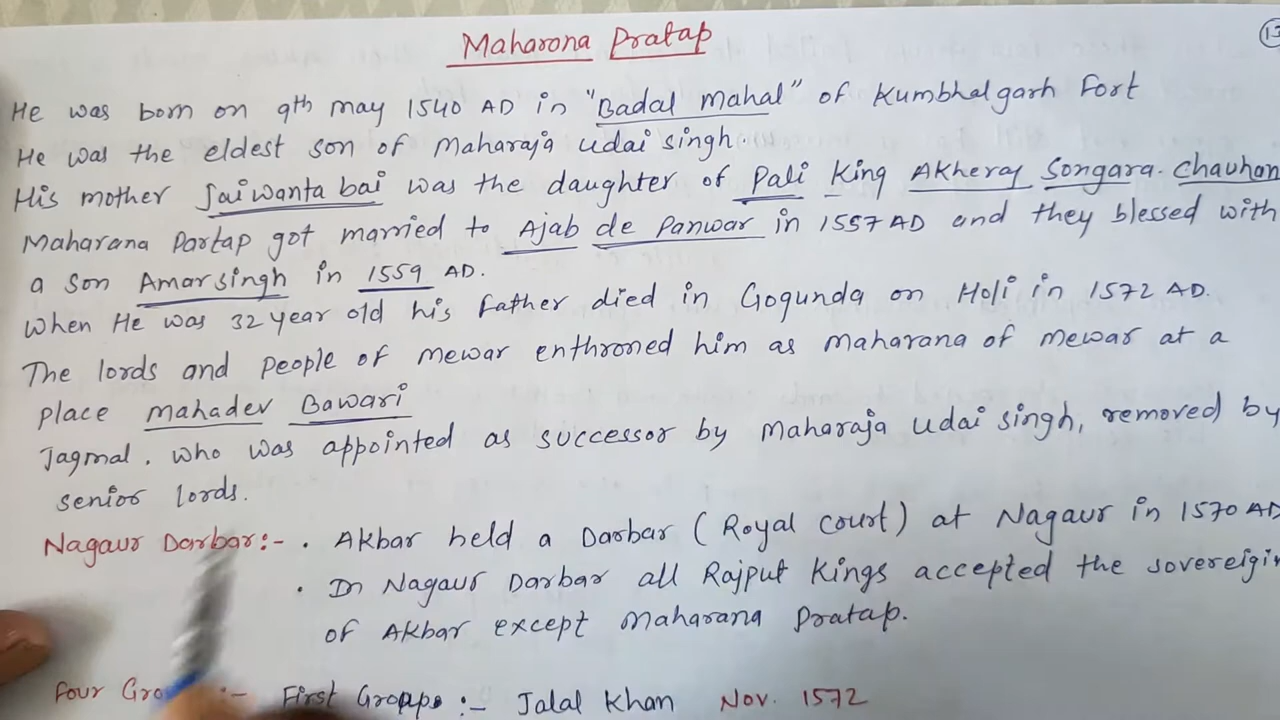 Maharona Pratap
13
He was born on 9th may 1540 AD in "Badal mahal" of Kumbhalgarh Fort
He was the eldest son of Maharaja Udai singh.
His mother Jaiwanta bai was the daughter of Pali King Akheraj Songara. Chauhan
Maharana Partap got married to Ajab de Panwar in 1557 AD and they blessed with
a son Amarsingh in 1559 AD.
when He was 32 year old his father died in Gogunda on Holi in 1572 AD.
The lords and people of mewar enthroned him as maharana of mewar at a
place mahadev Bawari
Jagmal. who was appointed as successor by maharaja Udai singh, removed by
senior lords.
Nagaur Darbar:- . Akbar held a Darbar (Royal court) at Nagaur in 1570 AD
. In Nagaur Darbar all Rajput Kings accepted the sovereign
of Akbar except maharana Pratap.
Four :- First Group :- Jalal Khan Nov. 1572